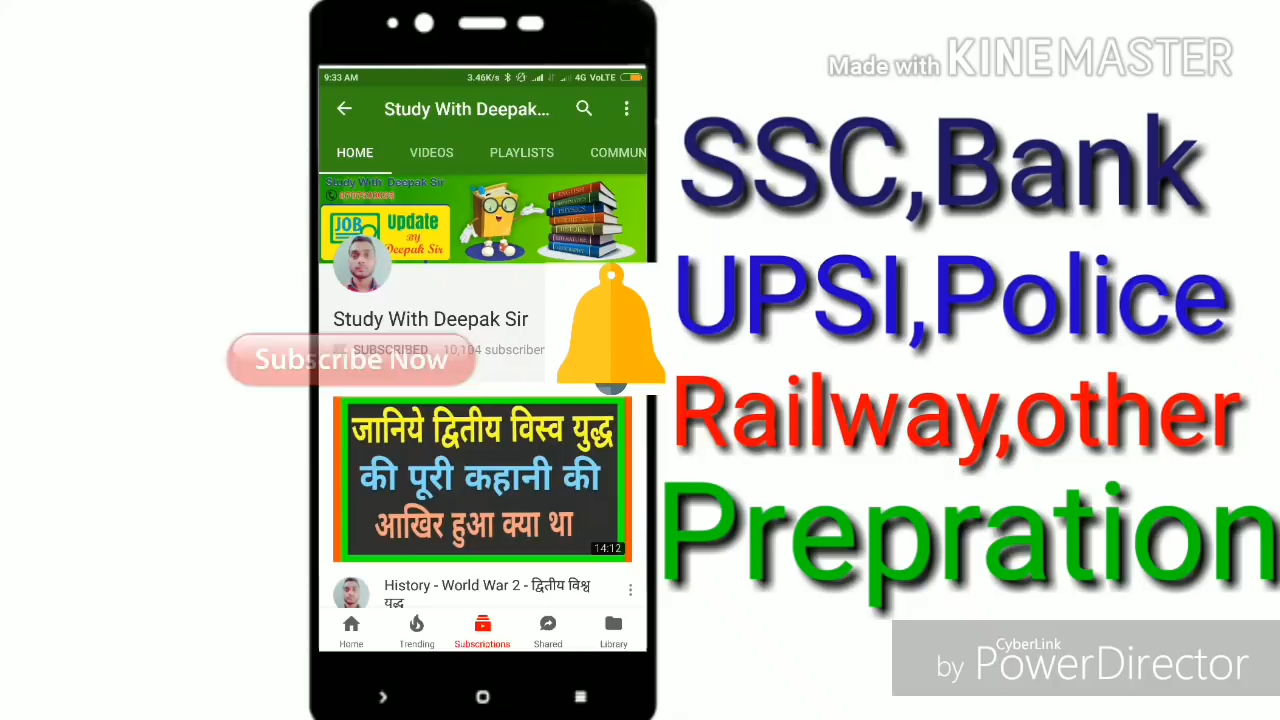 9:33 AM 3.46K/s 4G VoLTE
Study With Deepak...
HOME VIDEOS PLAYLISTS COMMUN
Study With Deepak Sir
JOB update
BY
Deepak Sir
ENGLISH
PHYSICS
HISTORY
Study With Deepak Sir
SUBSCRIBED 10,104 subscriber
Subscribe Now
जानिये द्वितीय विस्व युद्ध
की पूरी कहानी की
आखिर हुआ क्या था
14:12
History - World War 2 - द्वितीय विश्व
युद्ध
Home Trending Subscriptions Shared Library
Made with KINEMASTER
SSC,Bank
UPSI,Police
Railway,other
Prepration
CyberLink
by PowerDirector